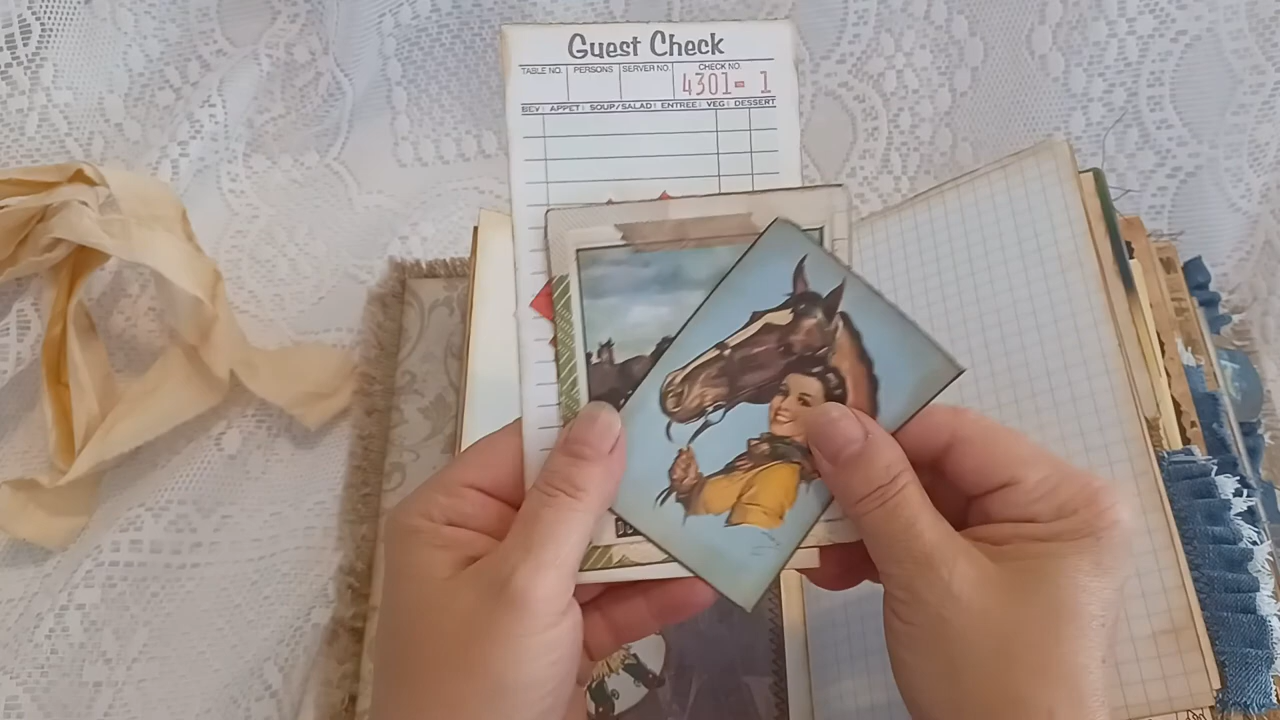 Guest Check
TABLE NO. PERSONS SERVER NO. CHECK NO.
4301- 1
BEV APPET SOUP/SALAD ENTREE VEG DESSERT